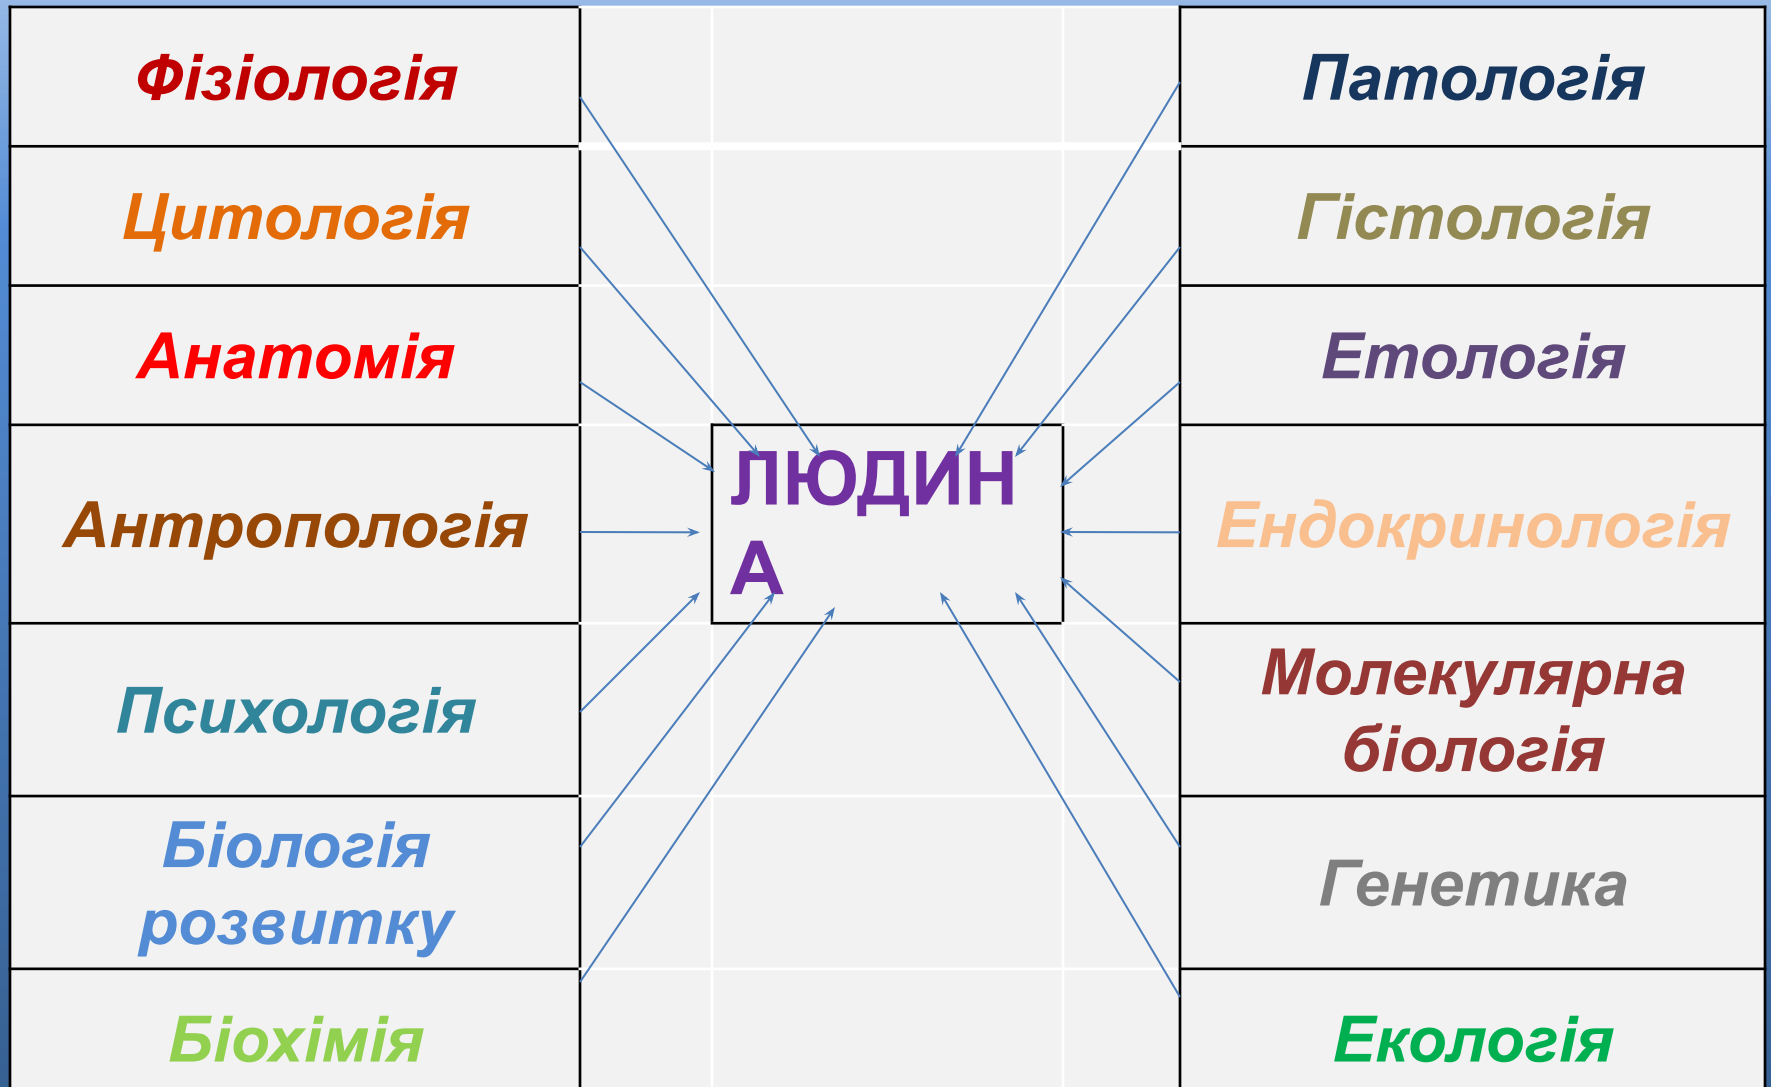 Фізіологія
Патологія
Цитологія
Гістологія
Анатомія
Етологія
Антропологія
ЛЮДИН
А
Ендокринологія
Психологія
Молекулярна
біологія
Біологія
розвитку
Генетика
Біохімія
Екологія